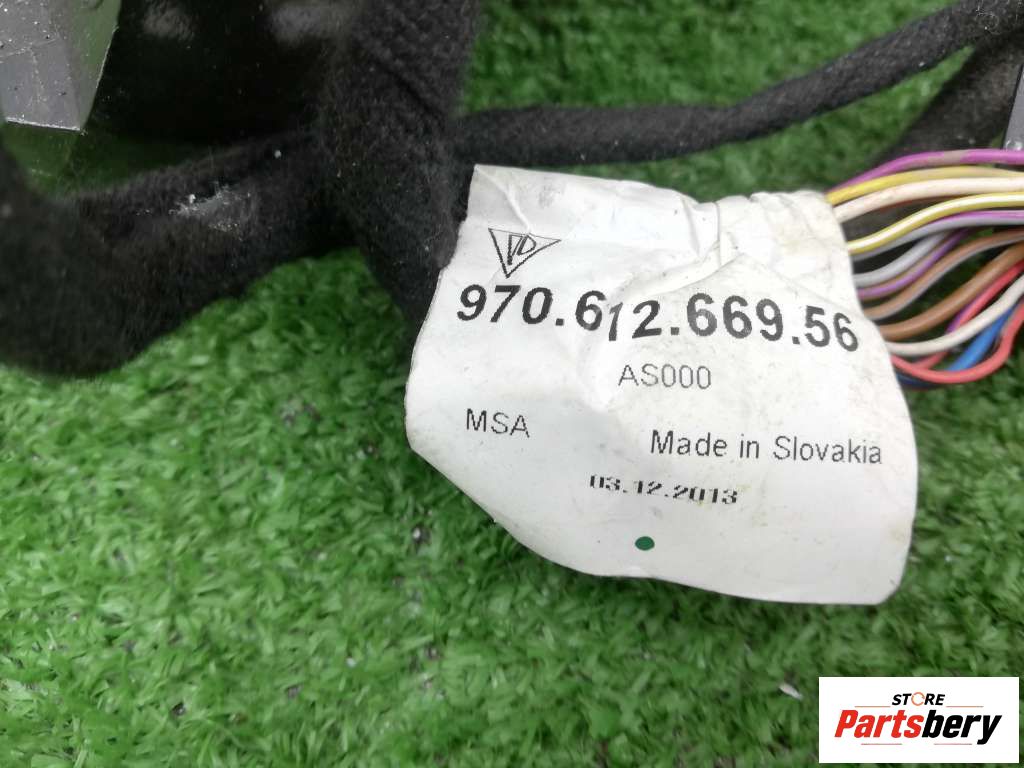 970.612.669.56
AS000
MSA
Made in Slovakia
03.12.2013
STORE
Partsbery